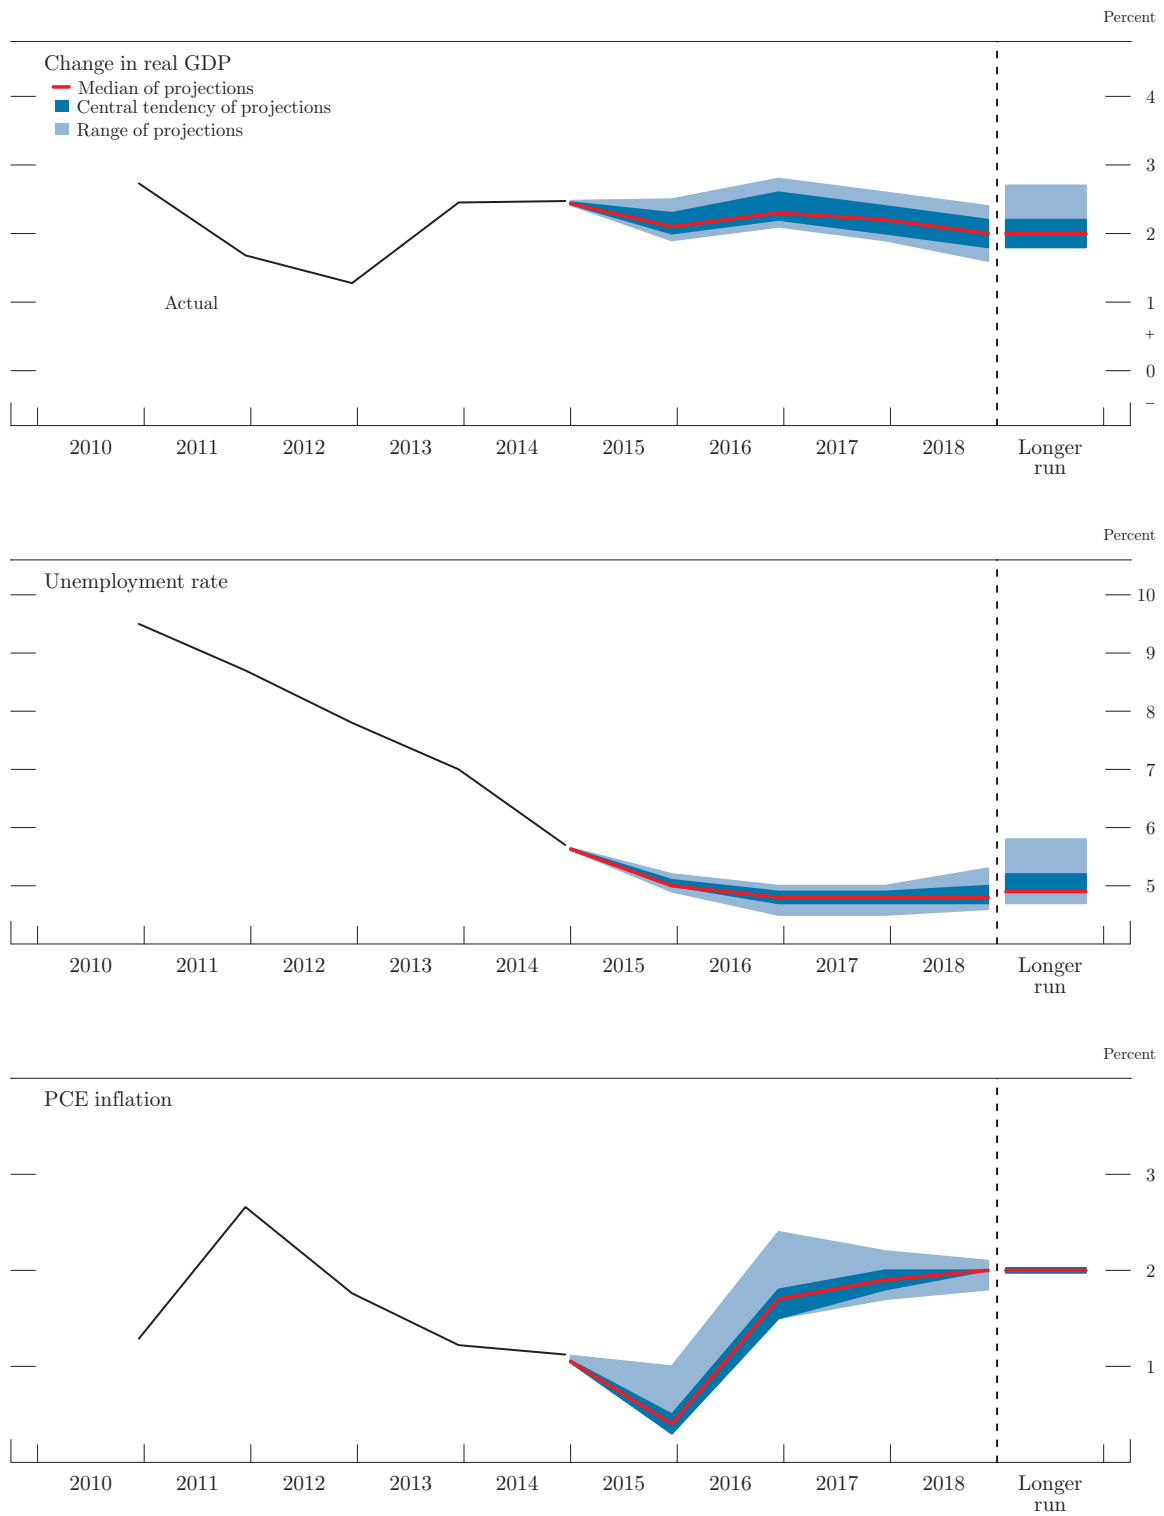 Percent
Change in real GDP
Median of projections
Central tendency of projections
Range of projections
4
3
2
Actual
1
+
0
−
2010 2011 2012 2013 2014 2015 2016 2017 2018 Longer
run
Percent
Unemployment rate
10
9
8
7
6
5
2010 2011 2012 2013 2014 2015 2016 2017 2018 Longer
run
Percent
PCE inflation
3
2
1
2010 2011 2012 2013 2014 2015 2016 2017 2018 Longer
run